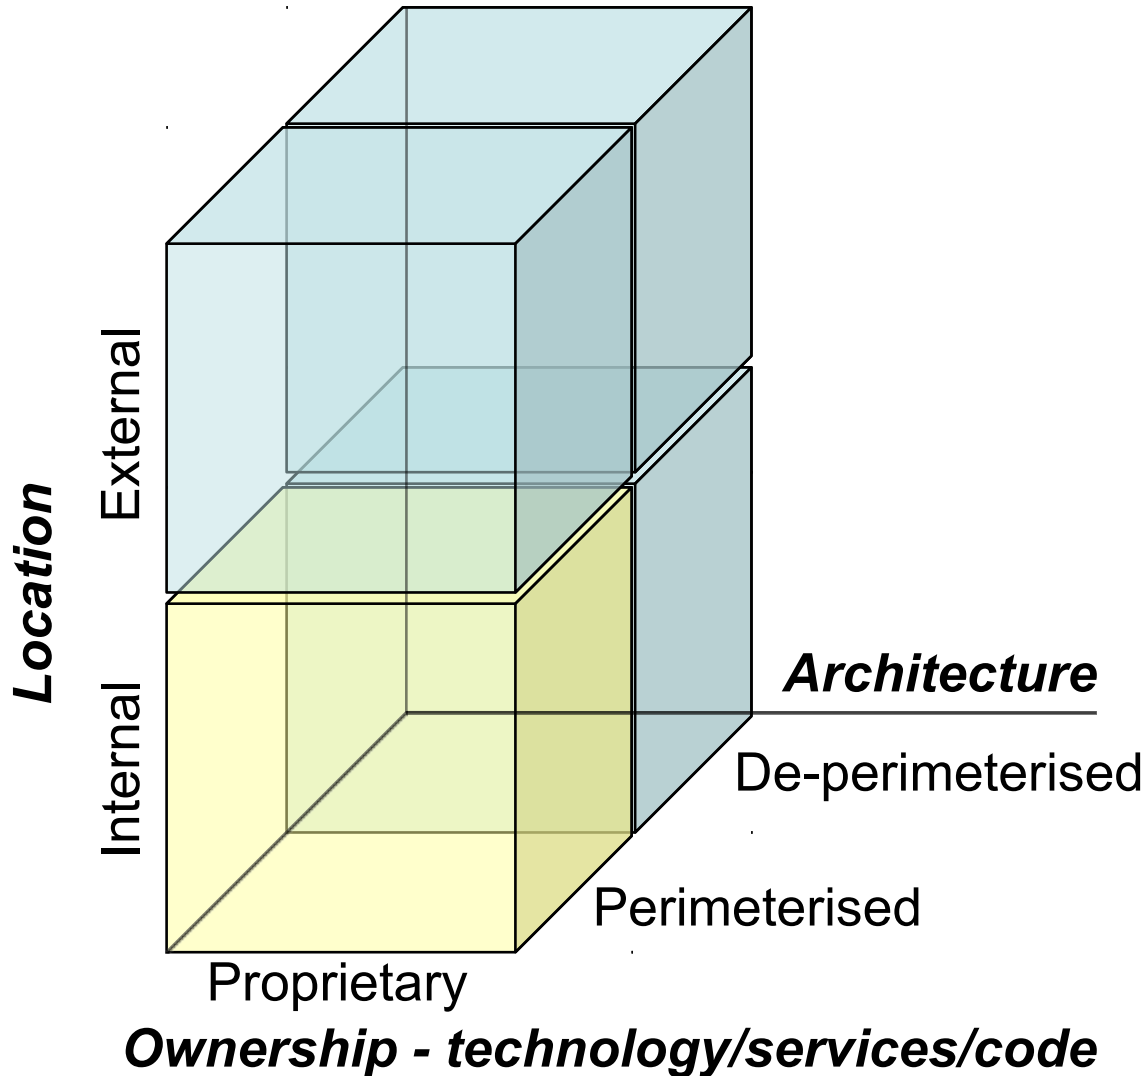 External
Location
Internal
Architecture
De-perimeterised
Perimeterised
Proprietary
Ownership - technology/services/code